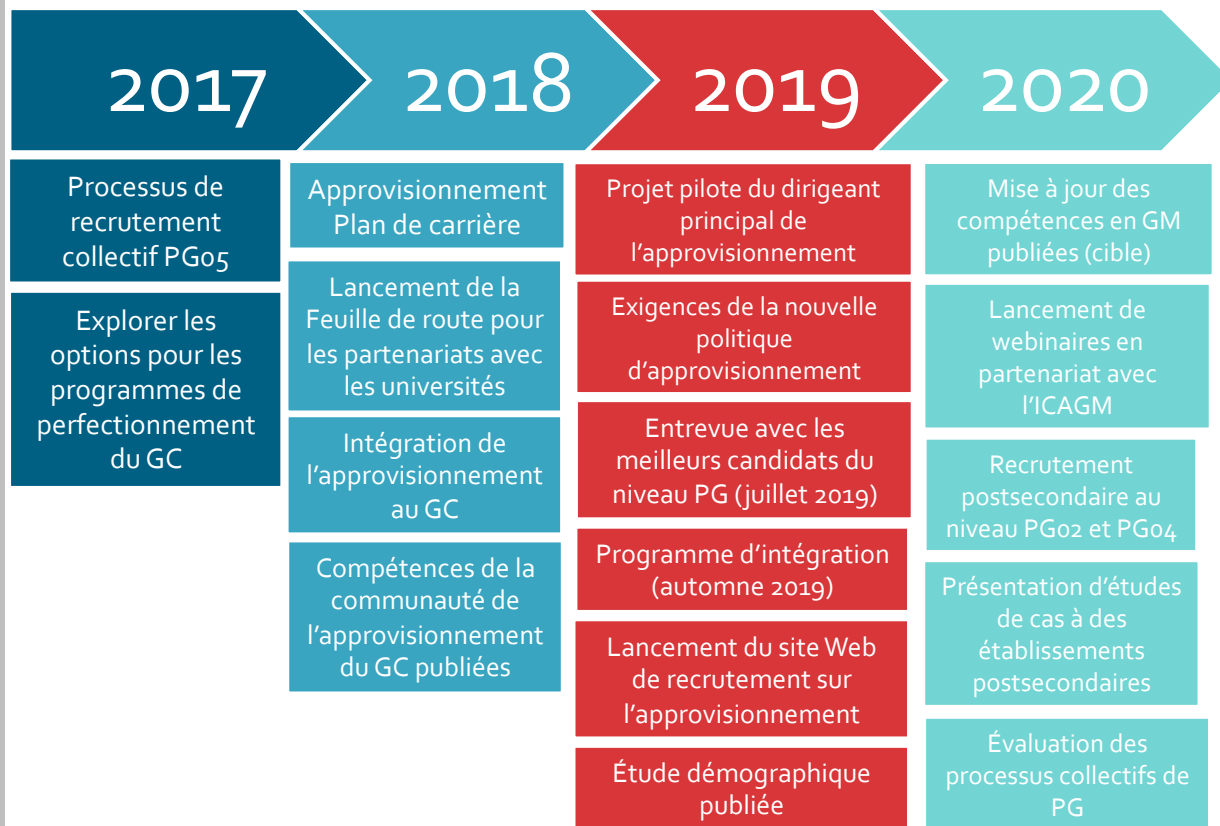 2017
2018
2019
2020
Processus de
recrutement
collectif PG05
Explorer les
options pour les
programmes de
perfectionnement
du GC
Approvisionnement
Plan de carrière
Lancement de la
Feuille de route pour
les partenariats avec
les universités
Intégration de
l'approvisionnement
au GC
Compétences de la
communauté de
l'approvisionnement
du GC publiées
Projet pilote du dirigeant
principal de
l'approvisionnement
Exigences de la nouvelle
politique
d'approvisionnement
Entrevue avec les
meilleurs candidats du
niveau PG (juillet 2019)
Programme d'intégration
(automne 2019)
Lancement du site Web
de recrutement sur
l'approvisionnement
Étude démographique
publiée
Mise à jour des
compétences en GM
publiées (cible)
Lancement de
webinaires en
partenariat avec
l'ICAGM
Recrutement
postsecondaire au
niveau PG02 et PG04
Présentation d'études
de cas à des
établissements
postsecondaires
Évaluation des
processus collectifs de
PG